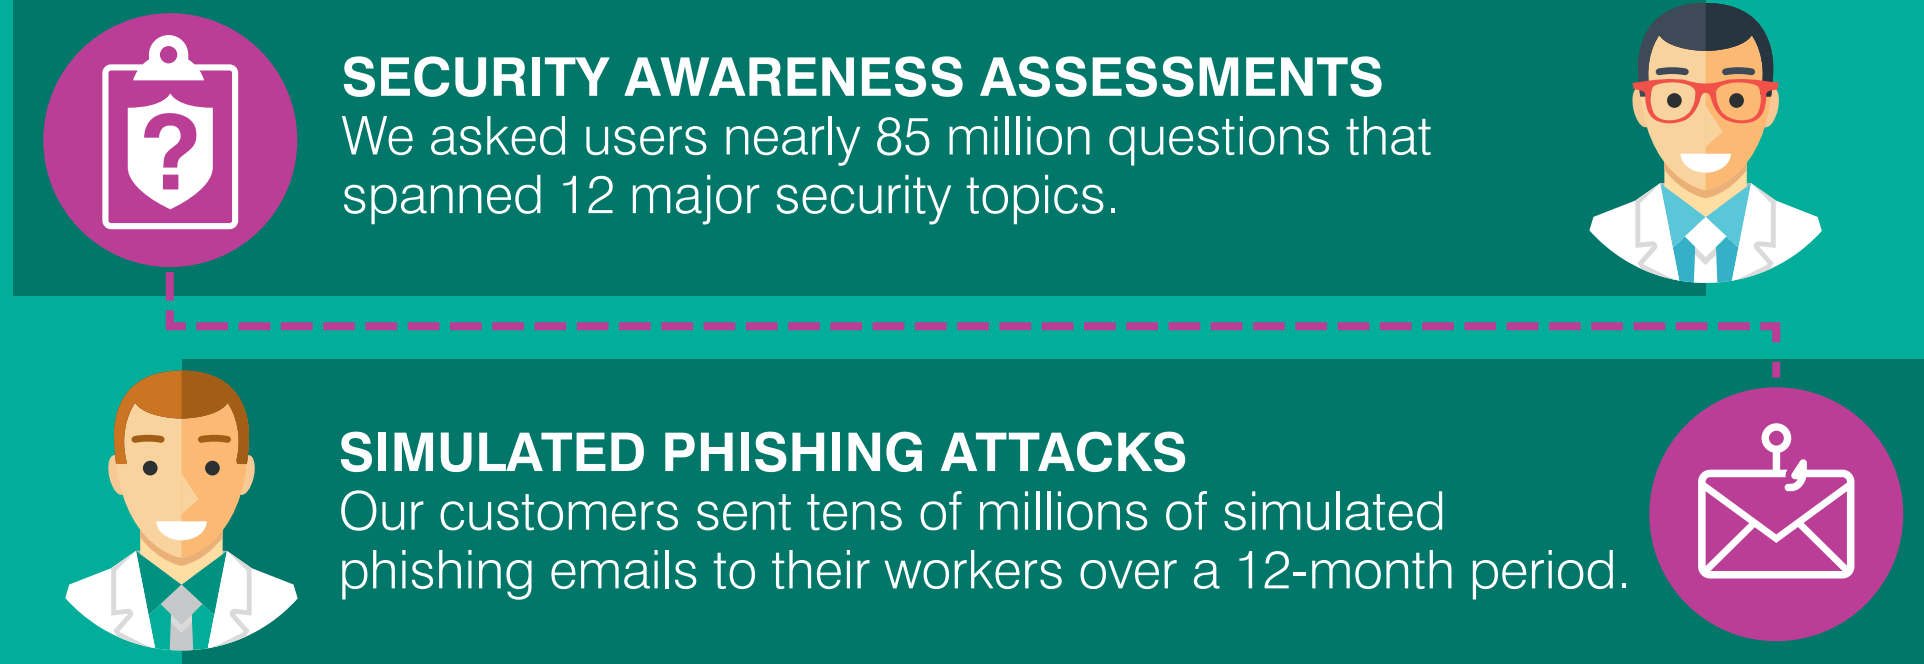 SECURITY AWARENESS ASSESSMENTS
We asked users nearly 85 million questions that
spanned 12 major security topics.
SIMULATED PHISHING ATTACKS
Our customers sent tens of millions of simulated
phishing emails to their workers over a 12-month period.